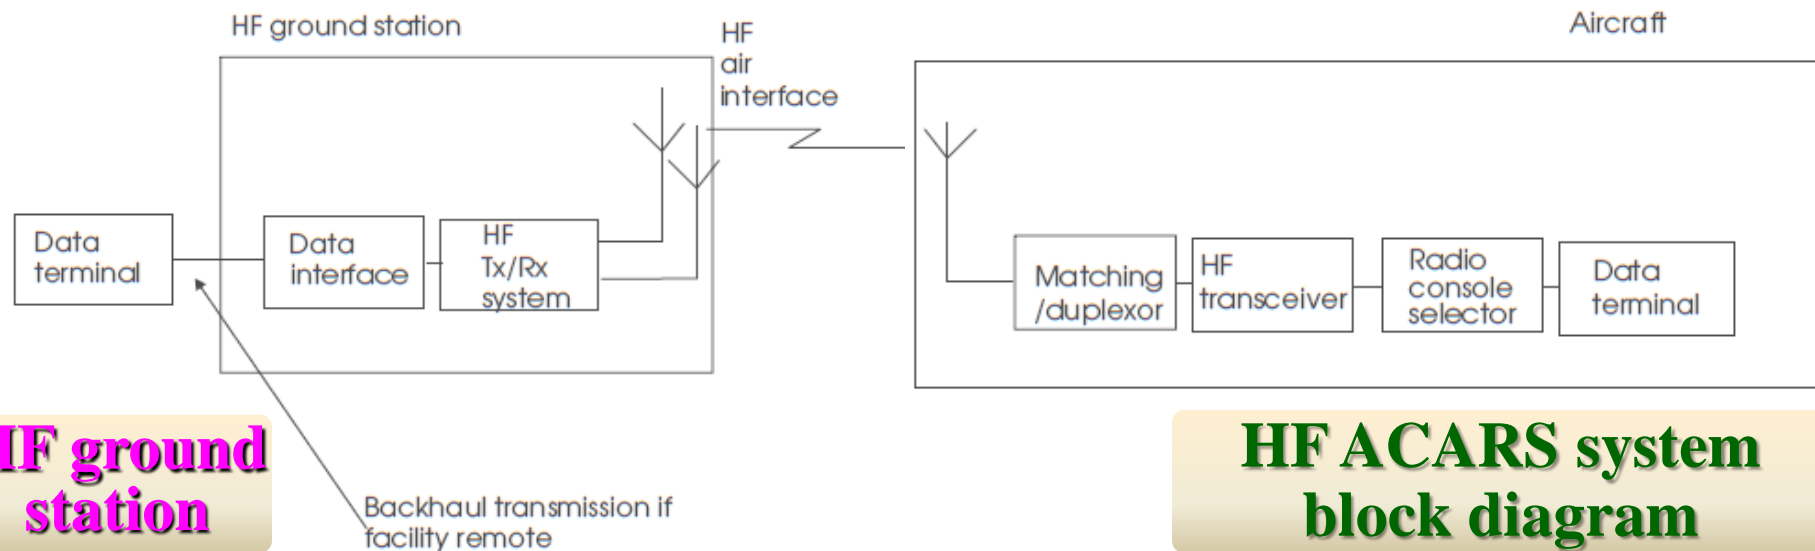 HF ground station
HF
air
interface
Aircraft
Data
terminal
Data
interface
HF
Tx/Rx
system
Matching
/duplexor
HF
transceiver
Radio
console
selector
Data
terminal
Backhaul transmission if
facility remote
ground
station
HF ACARS system
block diagram